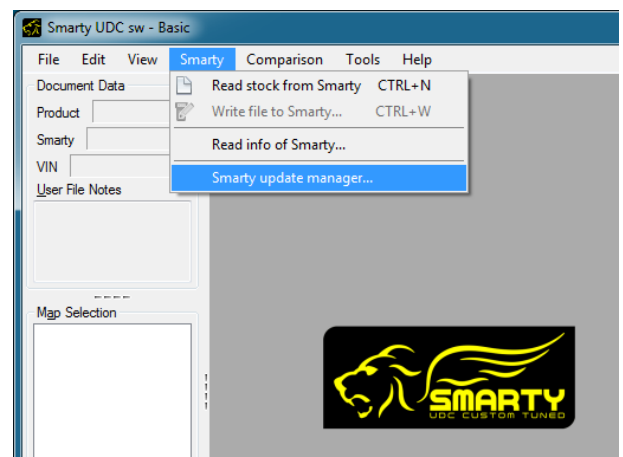 Smarty UDC sw - Basic
File Edit View Smarty Comparison Tools Help
Document Data
Product
Smarty
VIN
User File Notes
Read stock from Smarty CTRL+N
Write file to Smarty... CTRL+W
Read info of Smarty...
Smarty update manager...
Map Selection
SMARTY
UDC CUSTOM TUNED